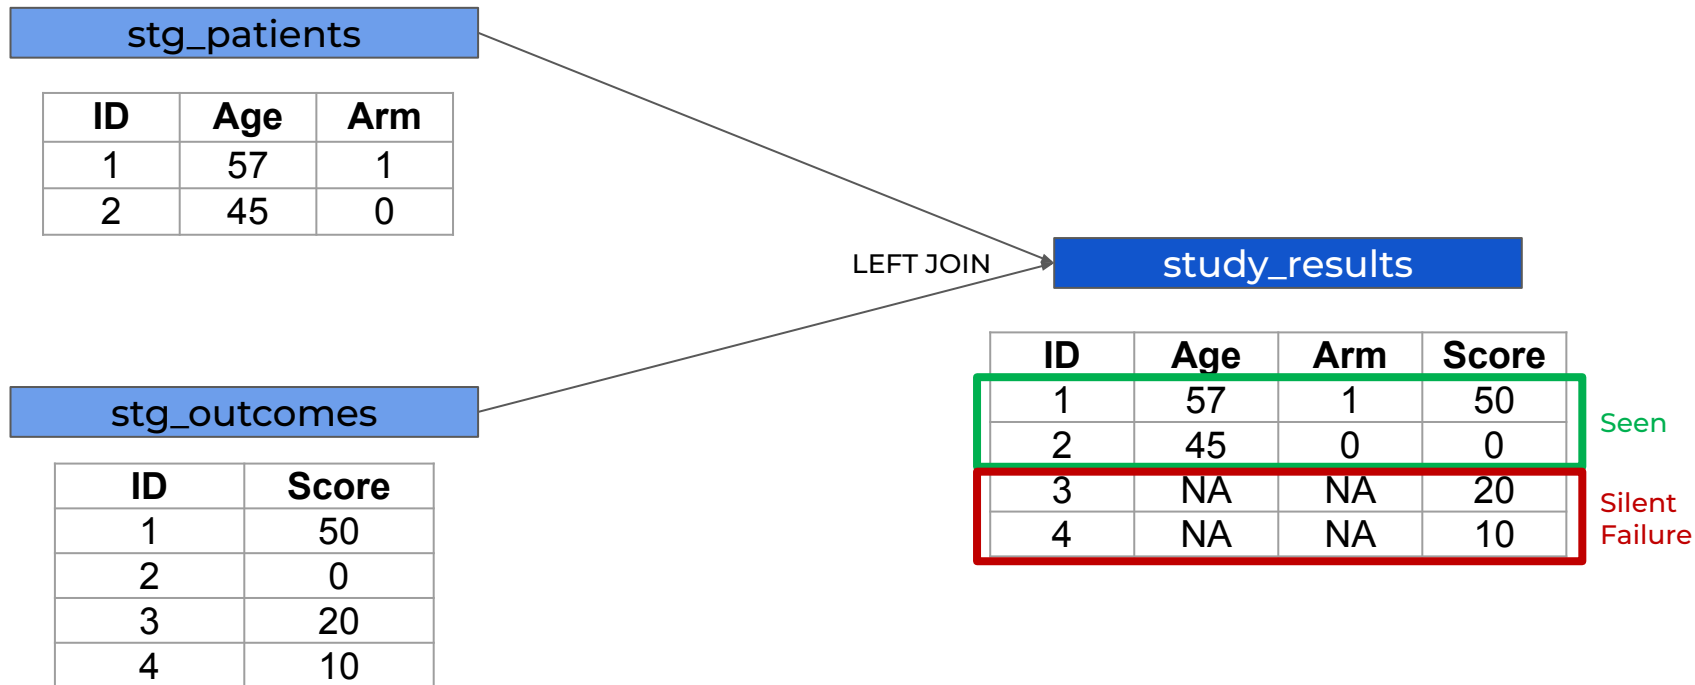 stg_patients
ID Age Arm
1 57 1
2 45 0
LEFT JOIN
study_results
ID Age Arm Score
1 57 1 50
2 45 0 0
3 NA NA 20
4 NA NA 10
Seen
Silent
Failure
stg_outcomes
ID Score
1 50
2 0
3 20
4 10